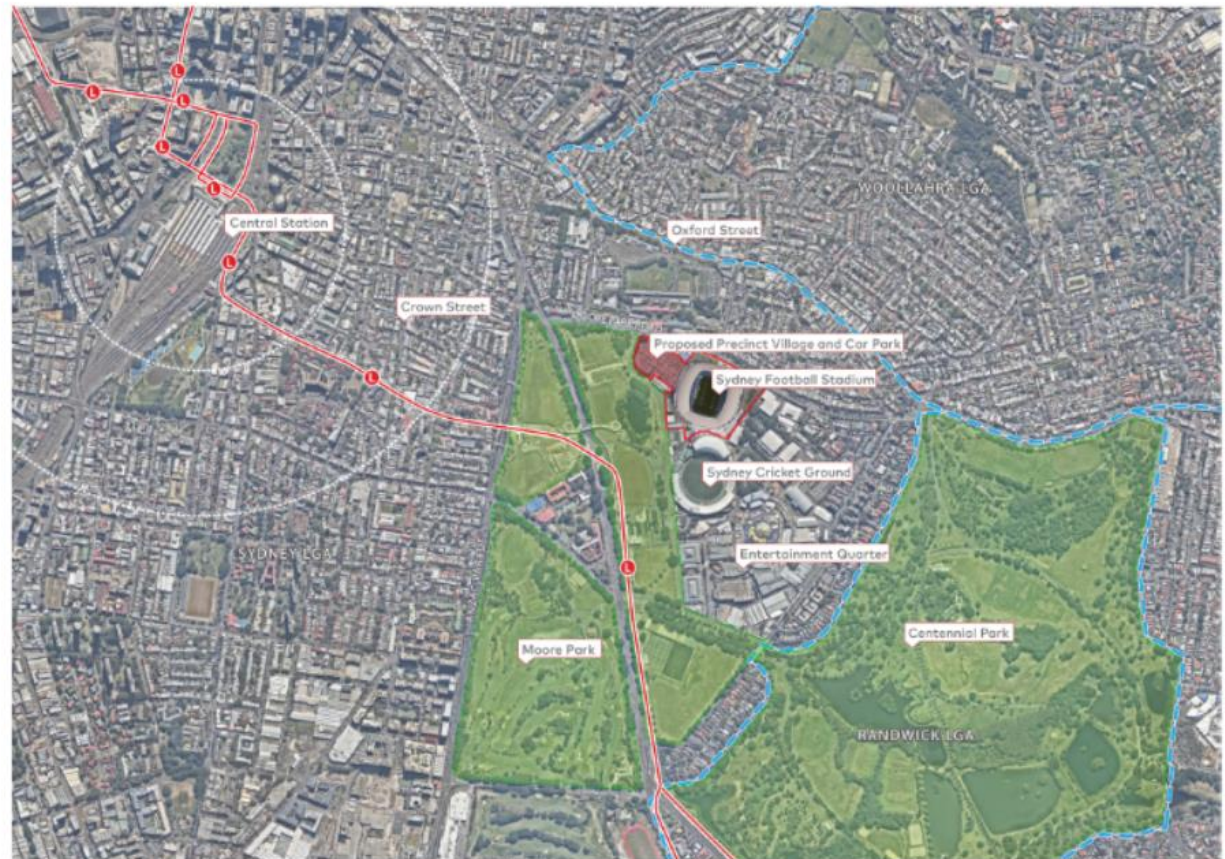 L
L
L
L
L
WOOLLAHRA LGA
Central Station
Oxford Street
L
Crown Street
Proposed Precinct Village and Car Park
L
Sydney Football Stadium
Sydney Cricket Ground
SYDNEY LGA
Entertainment Quarter
L
Centennial Park
Moore Park
RANDWICK LGA